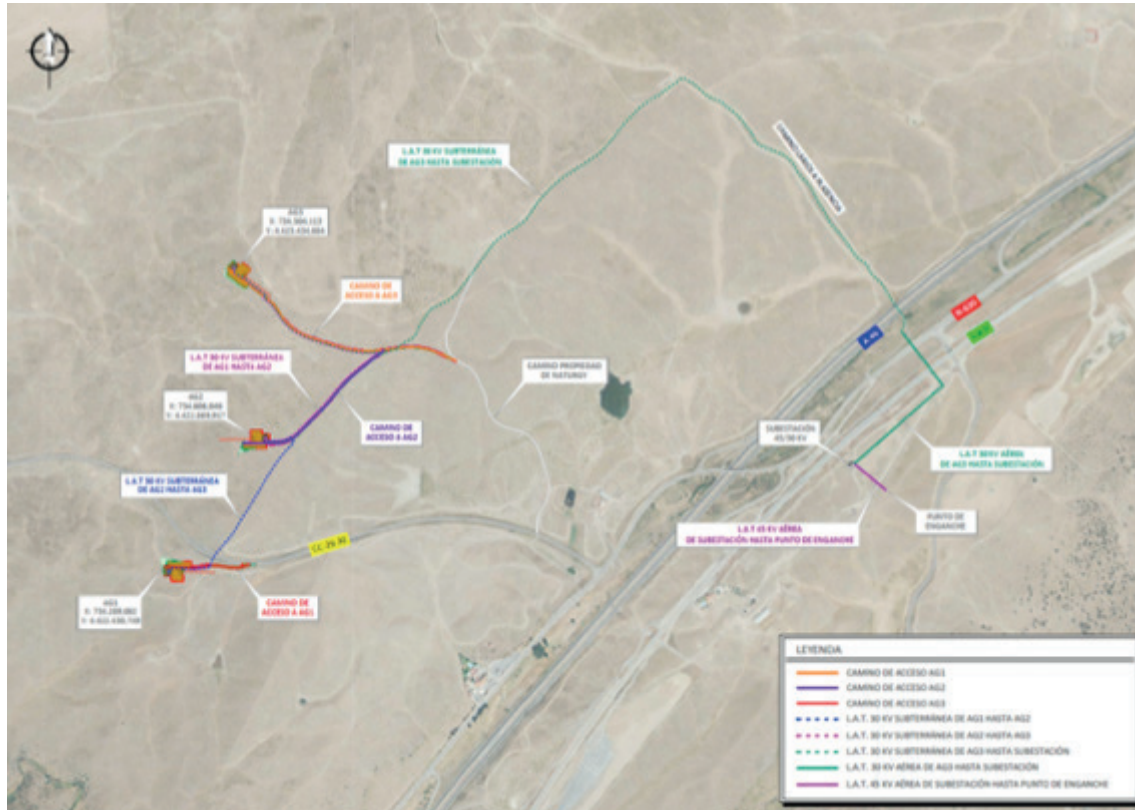 L.A.T 30 KV SUBTERRÁNEA
DE AG3 HASTA SUBESTACIÓN
AG3
CAMINO DE
ACCESO A AG3
L.A.T 30 KV SUBTERRÁNEA
DE AG1 HASTA AG2
AG2
CAMINO DE
ACCESO A AG2
CAMINO PROPIEDAD
DE NATURGY
L.A.T 30 KV SUBTERRÁNEA
DE AG2 HASTA AG3
SUBESTACIÓN
45/30 KV
L.A.T 30 KV AÉREA
DE AG3 HASTA SUBESTACIÓN
PUNTO DE
ENGANCHE
L.A.T 45 KV AÉREA
DE SUBESTACIÓN HASTA PUNTO DE ENGANCHE
N-630
AG1
CAMINO DE
ACCESO A AG1
LEYENDA
CAMINO DE ACCESO AG1
CAMINO DE ACCESO AG2
CAMINO DE ACCESO AG3
L.A.T. 30 KV SUBTERRÁNEA DE AG1 HASTA AG2
L.A.T. 30 KV SUBTERRÁNEA DE AG2 HASTA AG3
L.A.T. 30 KV SUBTERRÁNEA DE AG3 HASTA SUBESTACIÓN
L.A.T. 30 KV AÉREA DE AG3 HASTA SUBESTACIÓN
L.A.T. 45 KV AÉREA DE SUBESTACIÓN HASTA PUNTO DE ENGANCHE